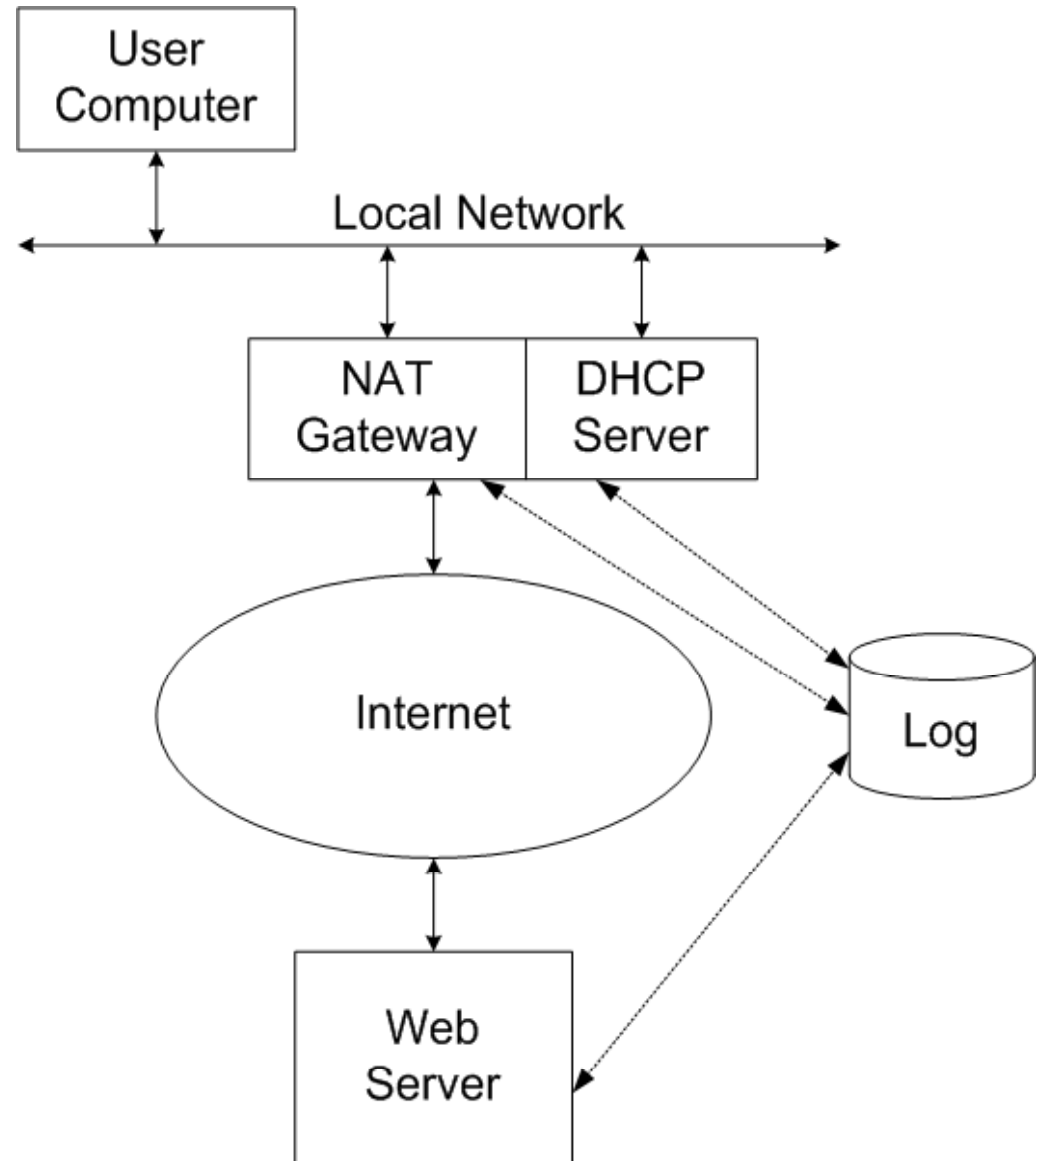 User
Computer
Local Network
NAT
Gateway
DHCP
Server
Internet
Log
Web
Server